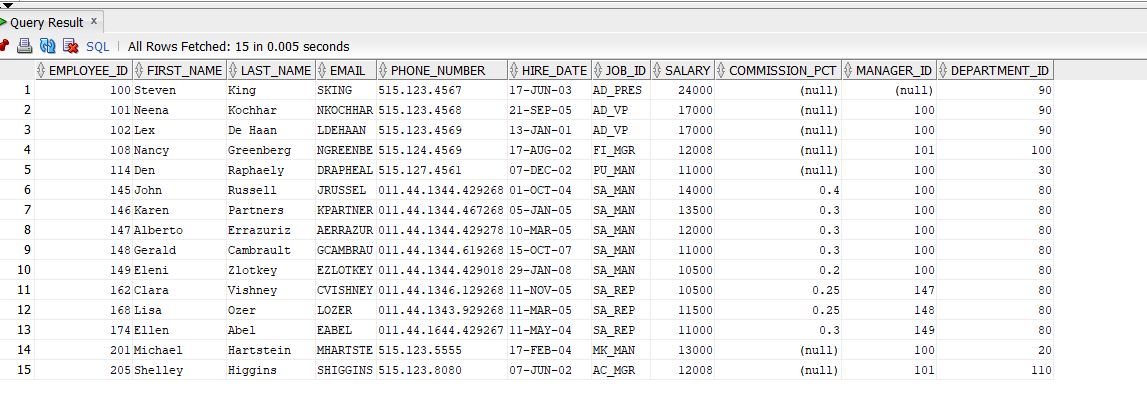 Query Result x
SQL | All Rows Fetched: 15 in 0.005 seconds
EMPLOYEE_ID FIRST_NAME LAST_NAME EMAIL PHONE_NUMBER HIRE_DATE JOB_ID SALARY COMMISSION_PCT MANAGER_ID DEPARTMENT_ID
1 100 Steven King SKING 515.123.4567 17-JUN-03 AD_PRES 24000 (null) (null) 90
2 101 Neena Kochhar NKOCHHAR 515.123.4568 21-SEP-05 AD_VP 17000 (null) 100 90
3 102 Lex De Haan LDEHAAN 515.123.4569 13-JAN-01 AD_VP 17000 (null) 100 90
4 108 Nancy Greenberg NGREENBE 515.124.4569 17-AUG-02 FI_MGR 12008 (null) 101 100
5 114 Den Raphaely DRAPHEAL 515.127.4561 07-DEC-02 PU_MAN 11000 (null) 100 30
6 145 John Russell JRUSSEL 011.44.1344.429268 01-OCT-04 SA_MAN 14000 0.4 100 80
7 146 Karen Partners KPARTNER 011.44.1344.467268 05-JAN-05 SA_MAN 13500 0.3 100 80
8 147 Alberto Errazuriz AERRAZUR 011.44.1344.429278 10-MAR-05 SA_MAN 12000 0.3 100 80
9 148 Gerald Cambrault GCAMBRAU 011.44.1344.619268 15-OCT-07 SA_MAN 11000 0.3 100 80
10 149 Eleni Zlotkey EZLOTKEY 011.44.1344.429018 29-JAN-08 SA_MAN 10500 0.2 100 80
11 162 Clara Vishney CVISHNEY 011.44.1346.129268 11-NOV-05 SA_REP 10500 0.25 147 80
12 168 Lisa Ozer LOZER 011.44.1343.929268 11-MAR-05 SA_REP 11500 0.25 148 80
13 174 Ellen Abel EABEL 011.44.1644.429267 11-MAY-04 SA_REP 11000 0.3 149 80
14 201 Michael Hartstein MHARTSTE 515.123.5555 17-FEB-04 MK_MAN 13000 (null) 100 20
15 205 Shelley Higgins SHIGGINS 515.123.8080 07-JUN-02 AC_MGR 12008 (null) 101 110